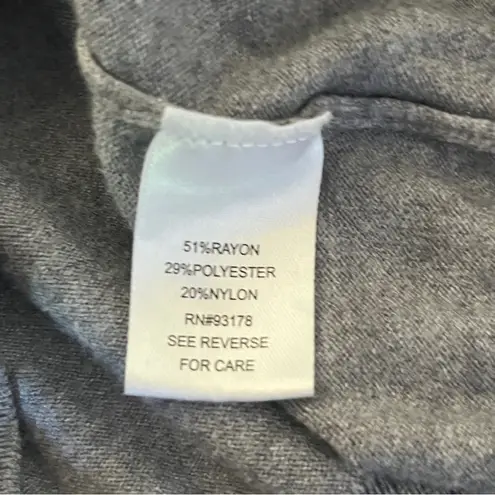 51%RAYON
29%POLYESTER
20%NYLON
RN#93178
SEE REVERSE
FOR CARE